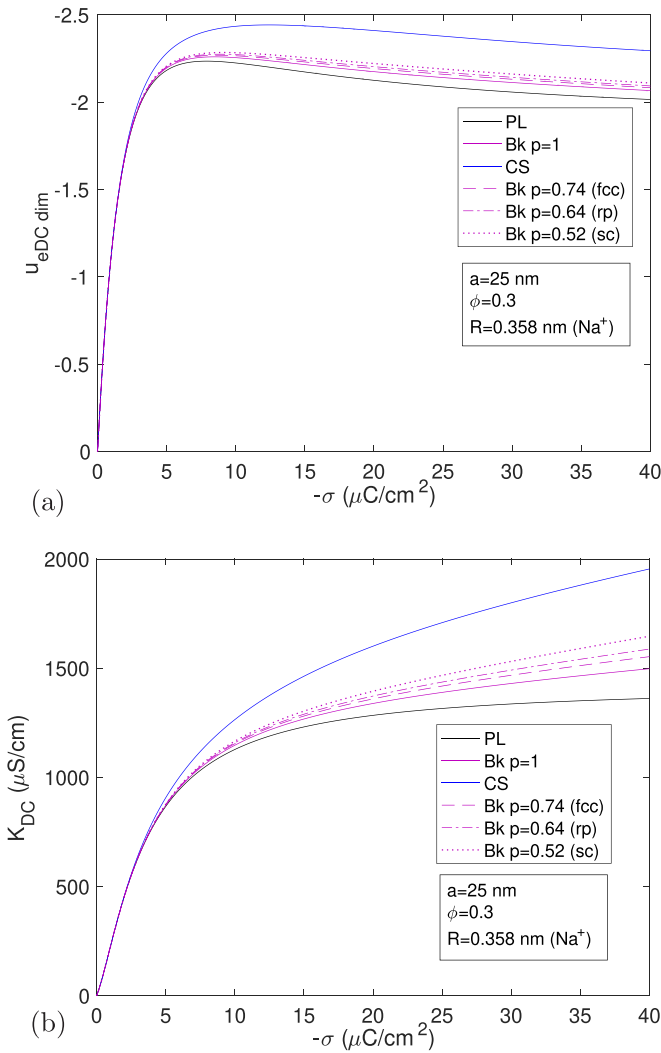 -2.5
-2
-1.5
-1
-0.5
0
u_eDC dim
PL
Bk p=1
CS
Bk p=0.74 (fcc)
Bk p=0.64 (rp)
Bk p=0.52 (sc)
a=25 nm
ϕ=0.3
R=0.358 nm (Na⁺)
0 5 10 15 20 25 30 35 40
(a)
-σ (μC/cm²)
2000
1500
1000
500
0
K_DC (μS/cm)
PL
Bk p=1
CS
Bk p=0.74 (fcc)
Bk p=0.64 (rp)
Bk p=0.52 (sc)
a=25 nm
ϕ=0.3
R=0.358 nm (Na⁺)
0 5 10 15 20 25 30 35 40
(b)
-σ (μC/cm²)